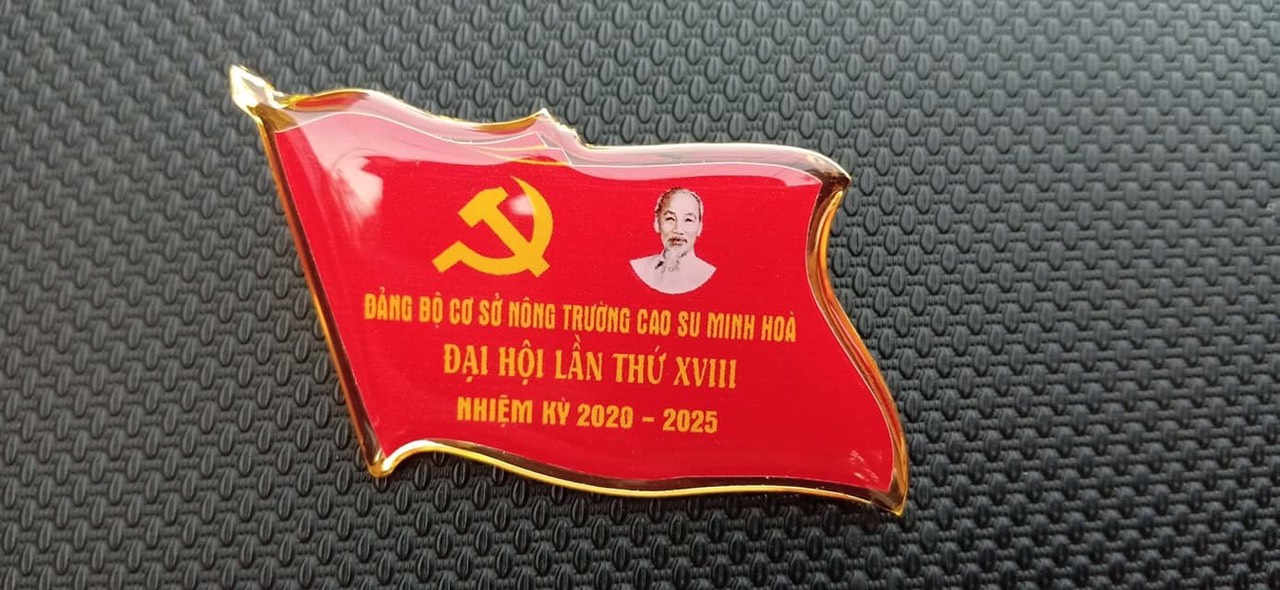 ĐẢNG BỘ CƠ SỞ NÔNG TRƯỜNG CAO SU MINH HOÀ
ĐẠI HỘI LẦN THỨ XVIII
NHIỆM KỲ 2020 - 2025